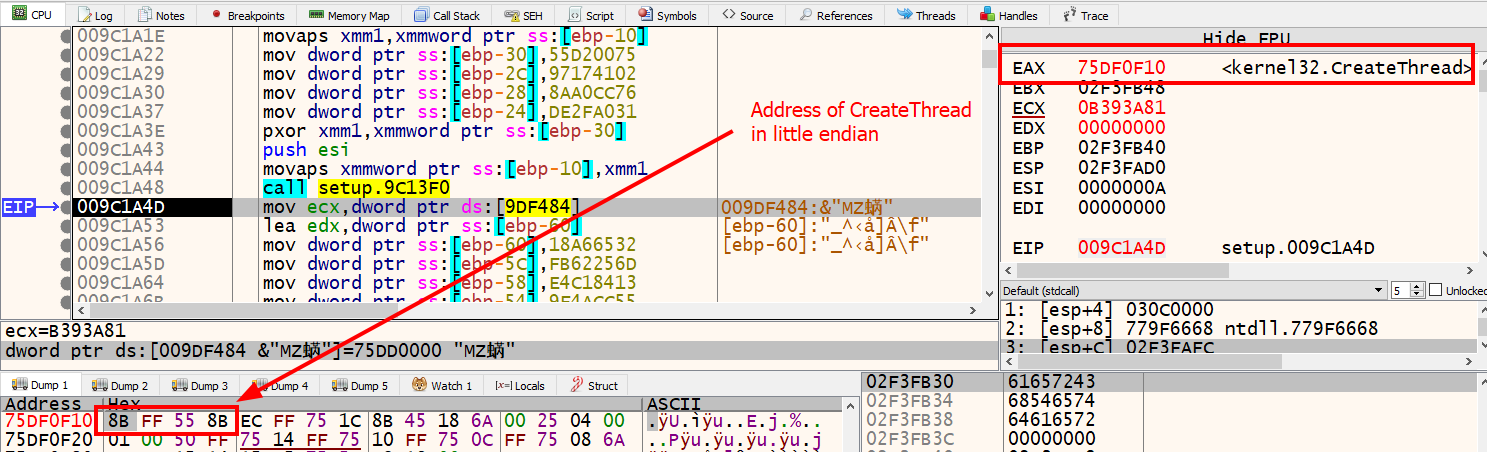 CPU Log Notes Breakpoints Memory Map Call Stack SEH Script Symbols Source References Threads Handles Trace
009C1A1E movaps xmm1,xmmword ptr ss:[ebp-10]
009C1A22 mov dword ptr ss:[ebp-30],55D20075
009C1A29 mov dword ptr ss:[ebp-2C],97174102
009C1A30 mov dword ptr ss:[ebp-28],8AA0CC76
009C1A37 mov dword ptr ss:[ebp-24],DE2FA031
009C1A3E pxor xmm1,xmmword ptr ss:[ebp-30]
009C1A43 push esi
009C1A44 movaps xmmword ptr ss:[ebp-10],xmm1
009C1A48 call setup.9C13F0
EIP 009C1A4D mov ecx,dword ptr ds:[9DF484] 009DF484:&"MZ蝸"
009C1A53 lea edx,dword ptr ss:[ebp-60] [ebp-60]:"_^‹å]Â\f"
009C1A56 mov dword ptr ss:[ebp-60],18A66532 [ebp-60]:"_^‹å]Â\f"
009C1A5D mov dword ptr ss:[ebp-5C],FB62256D
009C1A64 mov dword ptr ss:[ebp-58],E4C18413
009C1A6B mov dword ptr ss:[ebp-54],9F4ACC55
Address of CreateThread
in little endian
Hide FPU
EAX 75DF0F10 <kernel32.CreateThread>
EBX 02F3FB48
ECX 0B393A81
EDX 00000000
EBP 02F3FB40
ESP 02F3FAD0
ESI 0000000A
EDI 00000000
EIP 009C1A4D setup.009C1A4D
Default (stdcall) 5 Unlocked
1: [esp+4] 030C0000
2: [esp+8] 779F6668 ntdll.779F6668
3: [esp+C] 02F3FAFC
ecx=B393A81
dword ptr ds:[009DF484 &"MZ蝸"]=75DD0000 "MZ蝸"
Dump 1 Dump 2 Dump 3 Dump 4 Dump 5 Watch 1 [x=] Locals Struct
Address Hex ASCII
75DF0F10 8B FF 55 8B EC FF 75 1C 8B 45 18 6A 00 25 04 00 .ÿU.ìÿu..E.j.%..
75DF0F20 01 00 50 FF 75 14 FF 75 10 FF 75 0C FF 75 08 6A ..Pÿu.ÿu.ÿu.ÿu.j
02F3FB30 61657243
02F3FB34 68546574
02F3FB38 64616572
02F3FB3C 00000000